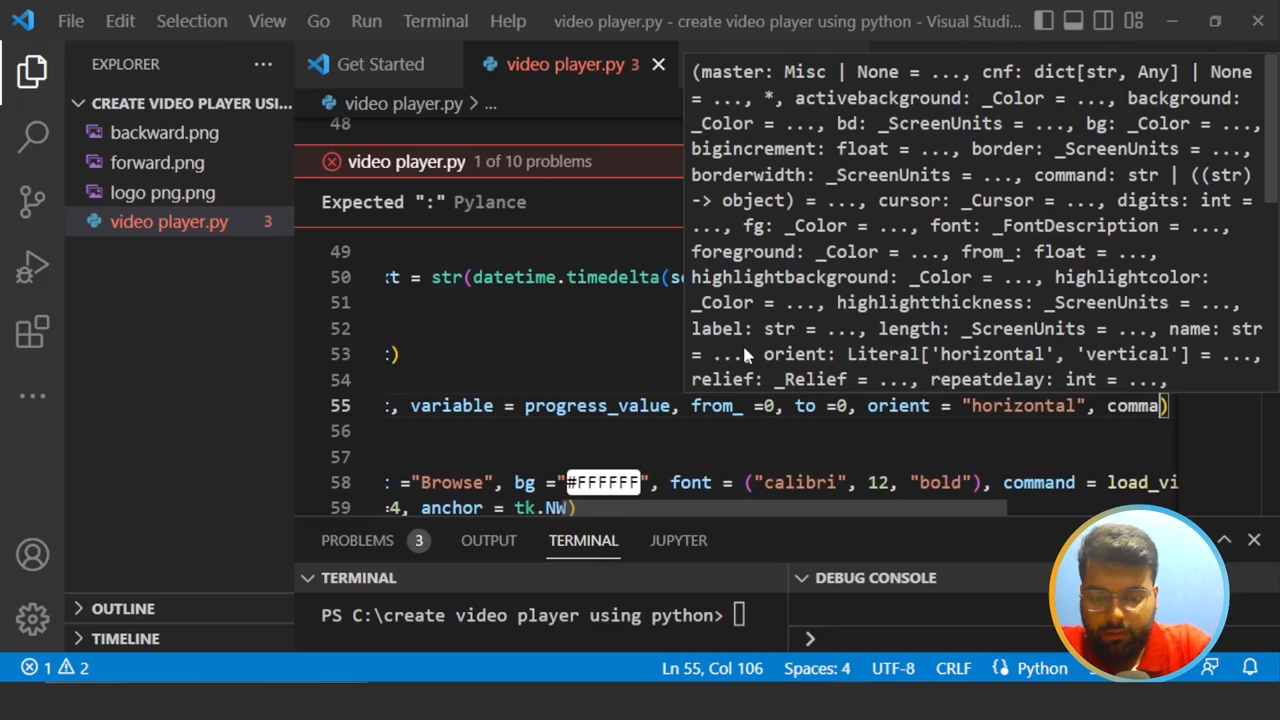 File Edit Selection View Go Run Terminal Help video player.py - create video player using python - Visual Studi...
EXPLORER ...
CREATE VIDEO PLAYER USI...
backward.png
forward.png
logo png.png
video player.py 3
OUTLINE
TIMELINE
Get Started video player.py 3
video player.py > ...
48
video player.py 1 of 10 problems
Expected ":" Pylance
49
50 xt = str(datetime.timedelta(se
51
52
53 :)
54
55 :, variable = progress_value, from_ =0, to =0, orient = "horizontal", comma)
56
57
58 : ="Browse", bg ="#FFFFFF", font = ("calibri", 12, "bold"), command = load_vi
59 =4, anchor = tk.NW)
(master: Misc | None = ..., cnf: dict[str, Any] | None
= ..., *, activebackground: _Color = ..., background:
_Color = ..., bd: _ScreenUnits = ..., bg: _Color = ...,
bigincrement: float = ..., border: _ScreenUnits = ...,
borderwidth: _ScreenUnits = ..., command: str | ((str)
-> object) = ..., cursor: _Cursor = ..., digits: int =
..., fg: _Color = ..., font: _FontDescription = ...,
foreground: _Color = ..., from_: float = ...,
highlightbackground: _Color = ..., highlightcolor:
_Color = ..., highlightthickness: _ScreenUnits = ...,
label: str = ..., length: _ScreenUnits = ..., name: str
= ..., orient: Literal['horizontal', 'vertical'] = ...,
relief: _Relief = ..., repeatdelay: int = ...,
PROBLEMS 3 OUTPUT TERMINAL JUPYTER
TERMINAL
PS C:\create video player using python>
DEBUG CONSOLE
>
1 2 Ln 55, Col 106 Spaces: 4 UTF-8 CRLF Python